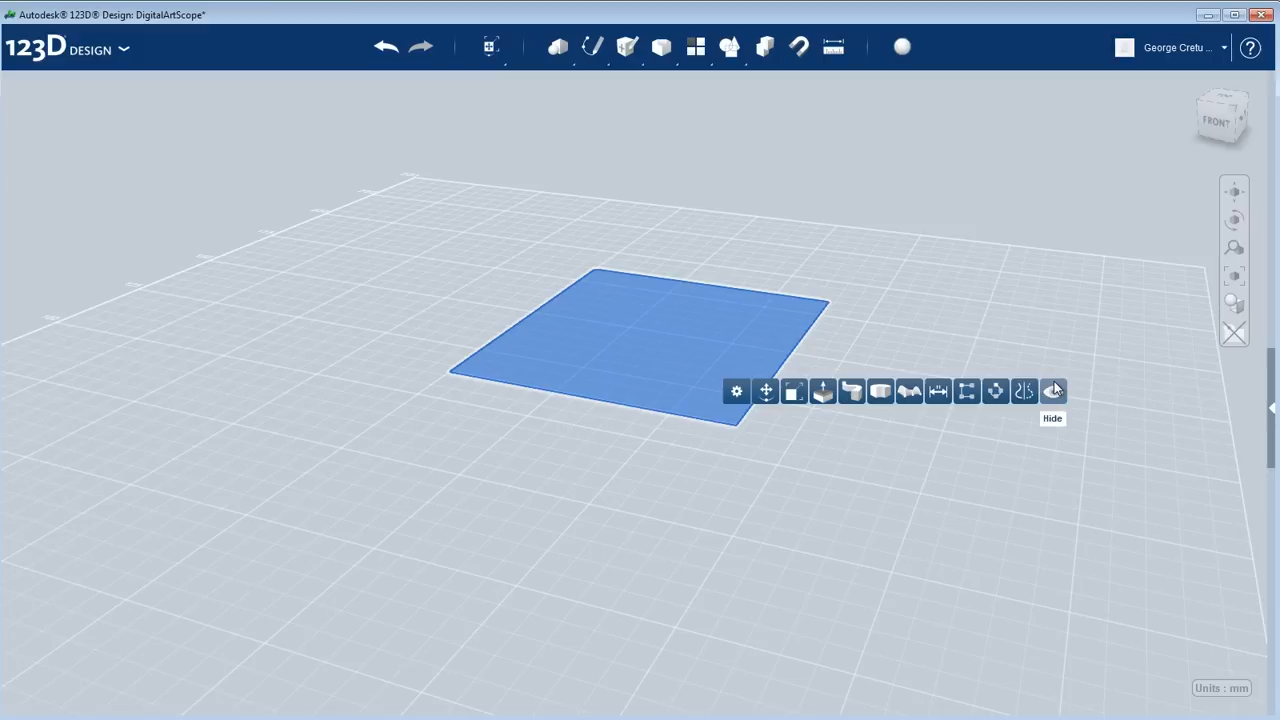 Autodesk® 123D® Design: DigitalArtScope*
123D DESIGN
George Cretu ...
?
FRONT
Hide
Units : mm